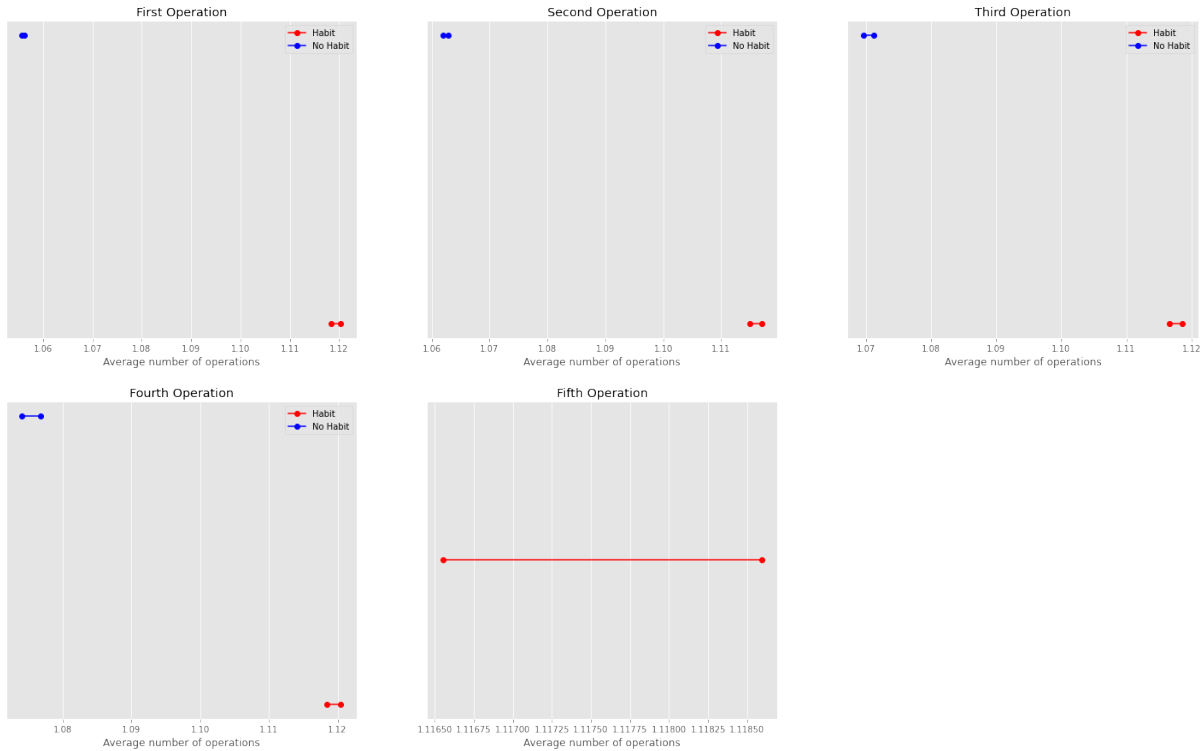 First Operation
Habit
No Habit
1.06 1.07 1.08 1.09 1.10 1.11 1.12
Average number of operations
Second Operation
Habit
No Habit
1.06 1.07 1.08 1.09 1.10 1.11
Average number of operations
Third Operation
Habit
No Habit
1.07 1.08 1.09 1.10 1.11 1.12
Average number of operations
Fourth Operation
Habit
No Habit
1.08 1.09 1.10 1.11 1.12
Average number of operations
Fifth Operation
1.11650 1.11675 1.11700 1.11725 1.11750 1.11775 1.11800 1.11825 1.11850
Average number of operations